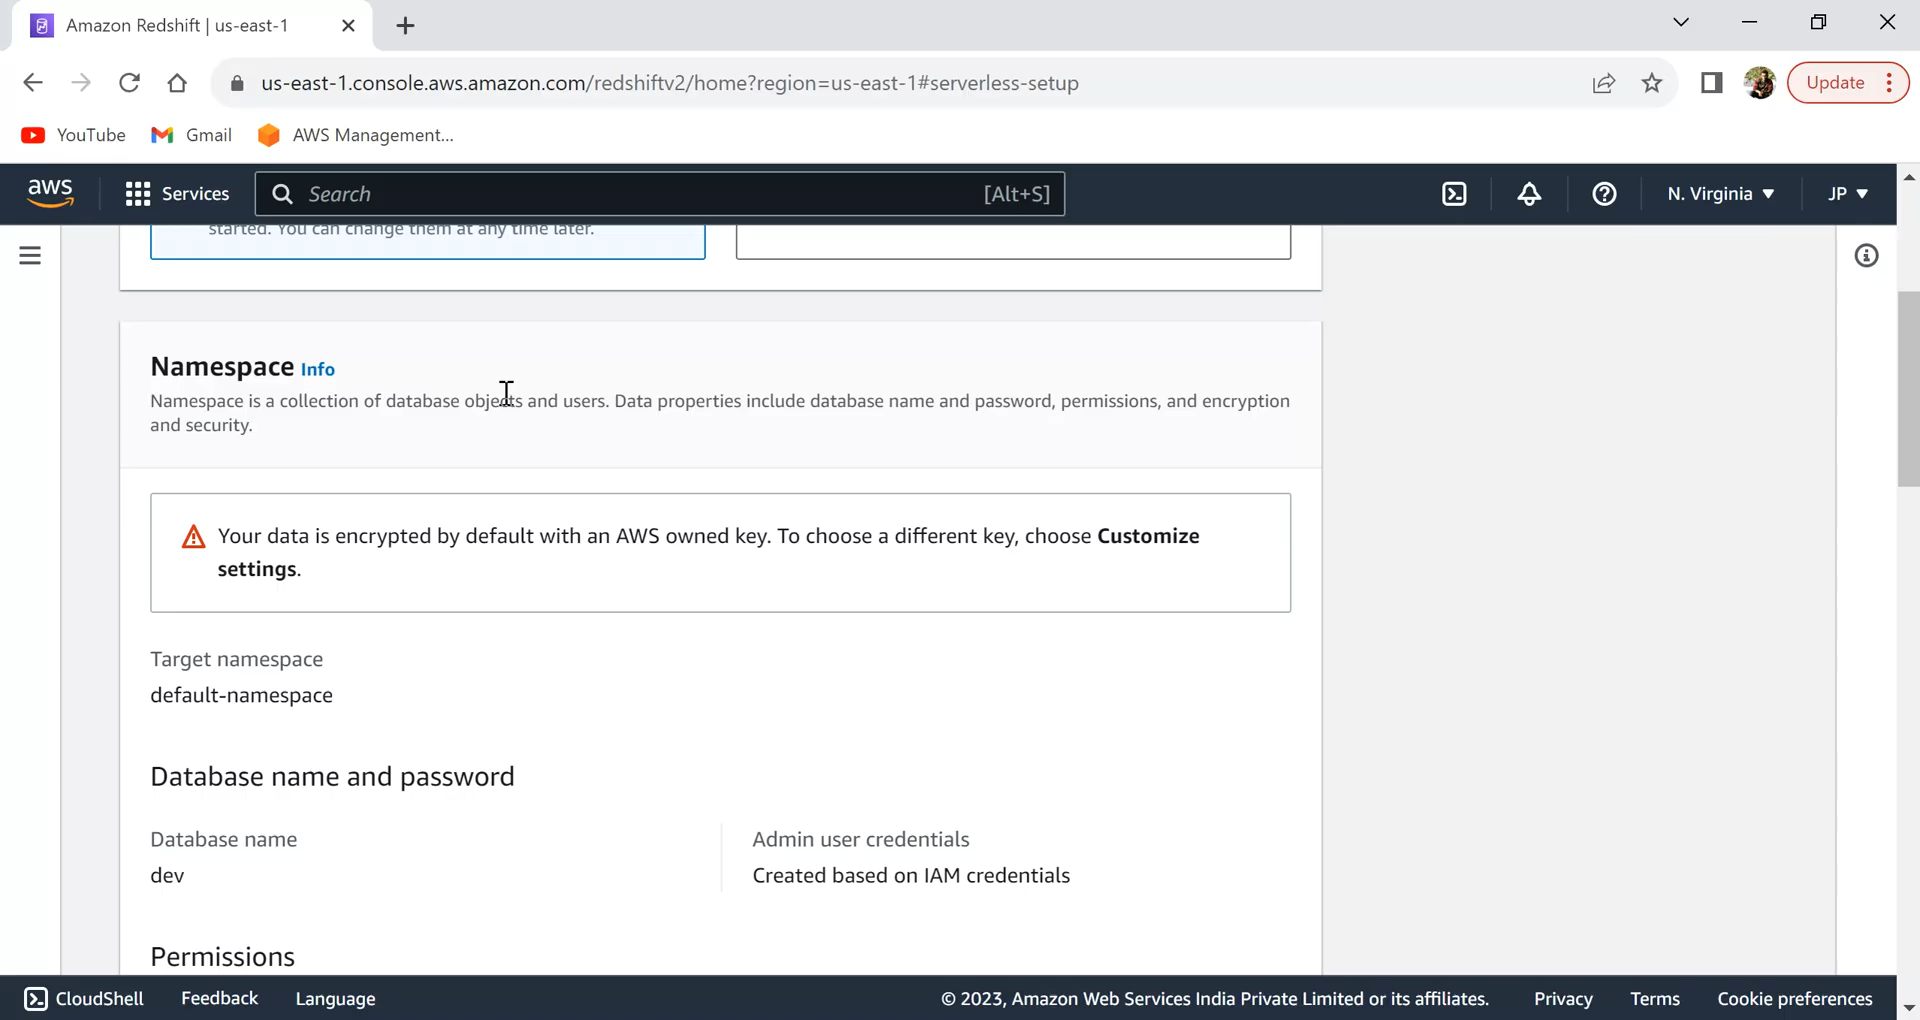 Amazon Redshift | us-east-1
us-east-1.console.aws.amazon.com/redshiftv2/home?region=us-east-1#serverless-setup
Update
YouTube
Gmail
AWS Management...
aws
Services
Search
[Alt+S]
N. Virginia
JP
started. You can change them at any time later.
Namespace Info
Namespace is a collection of database objects and users. Data properties include database name and password, permissions, and encryption
and security.
Your data is encrypted by default with an AWS owned key. To choose a different key, choose Customize
settings.
Target namespace
default-namespace
Database name and password
Database name
dev
Admin user credentials
Created based on IAM credentials
Permissions
CloudShell
Feedback
Language
© 2023, Amazon Web Services India Private Limited or its affiliates.
Privacy
Terms
Cookie preferences